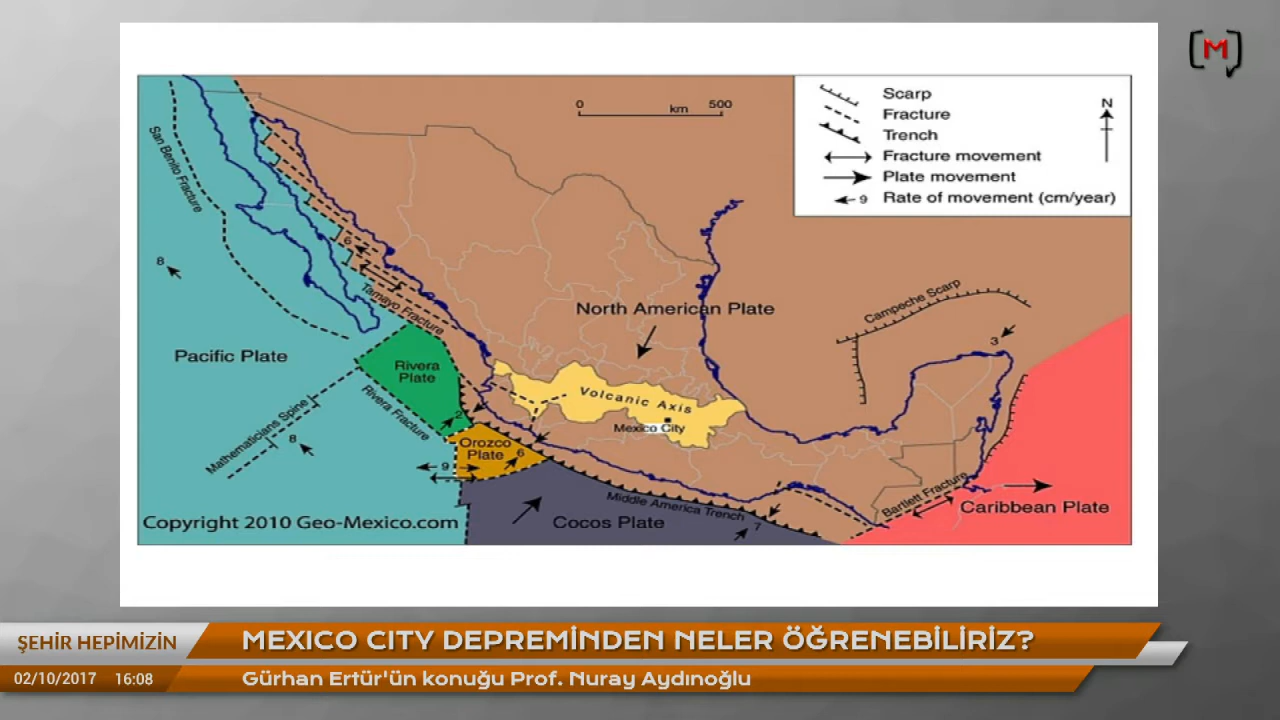 [M]
0 km 500
Scarp
Fracture
Trench
Fracture movement
Plate movement
9 Rate of movement (cm/year)
N
San Benito Fracture
8
6
Tamayo Fracture
North American Plate
Campeche Scarp
3
Pacific Plate
Rivera
Plate
Volcanic Axis
Mexico City
Rivera Fracture
2
Mathematicians Spine
8
Orozco
Plate
6
9
Middle America Trench
7
Bartlett Fracture
Caribbean Plate
Cocos Plate
Copyright 2010 Geo-Mexico.com
ŞEHİR HEPİMİZİN
MEXICO CITY DEPREMİNDEN NELER ÖĞRENEBİLİRİZ?
02/10/2017 16:08
Gürhan Ertür'ün konuğu Prof. Nuray Aydınoğlu